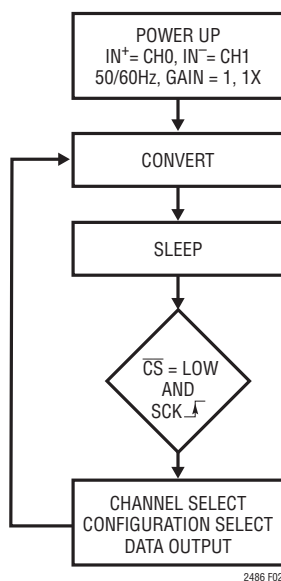 POWER UP
IN⁺= CH0, IN⁻= CH1
50/60Hz, GAIN = 1, 1X
CONVERT
SLEEP
C̅S̅ = LOW
AND
SCK
CHANNEL SELECT
CONFIGURATION SELECT
DATA OUTPUT
2486 F02